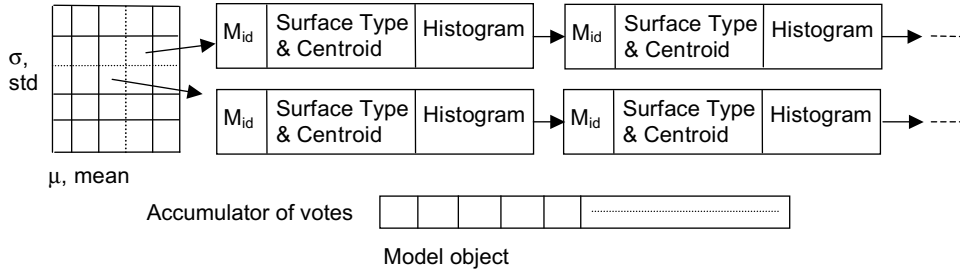 σ,
std
μ, mean
M_id Surface Type & Centroid Histogram M_id Surface Type & Centroid Histogram
M_id Surface Type & Centroid Histogram M_id Surface Type & Centroid Histogram
Accumulator of votes
Model object